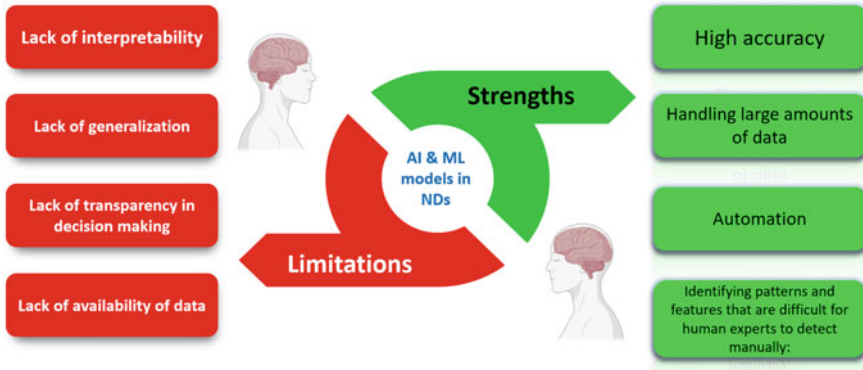 Lack of interpretability
Lack of generalization
Lack of transparency in
decision making
Lack of availability of data
Strengths
AI & ML
models in
NDs
Limitations
High accuracy
Handling large amounts
of data
Automation
Identifying patterns and
features that are difficult for
human experts to detect
manually: